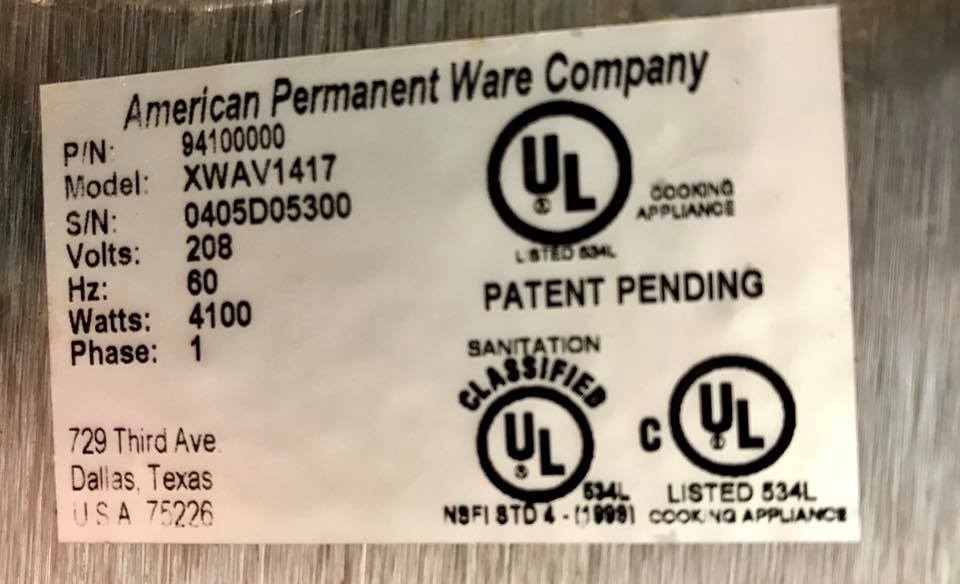 American Permanent Ware Company
P/N: 94100000
Model: XWAV1417
S/N: 0405D05300
Volts: 208
Hz: 60
Watts: 4100
Phase: 1
729 Third Ave.
Dallas, Texas
U S A 75226
UL
®
COOKING
APPLIANCE
LISTED 534L
PATENT PENDING
SANITATION
CLASSIFIED
UL
®
534L
NSFI STD 4 - (1999)
C UL
®
LISTED 534L
COOKING APPLIANCE